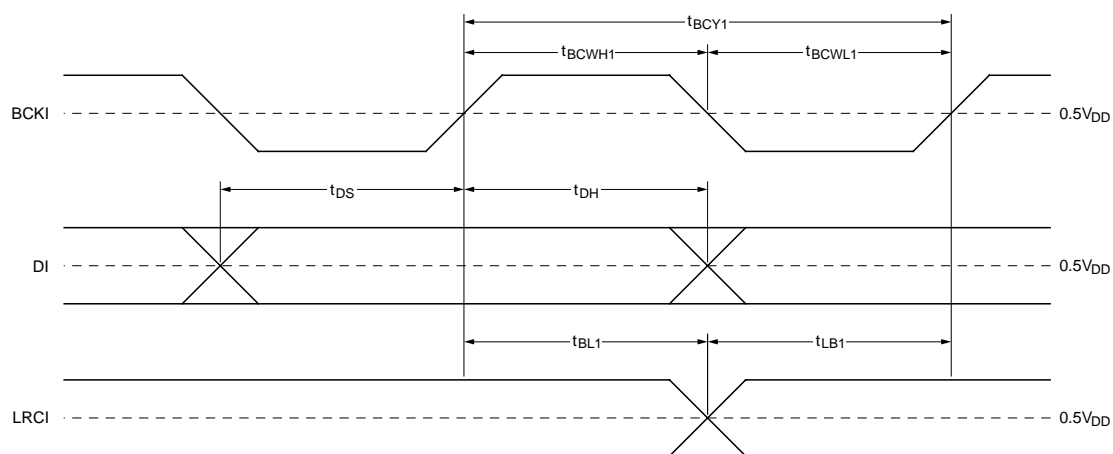 tBCY1
tBCWH1 tBCWL1
BCKI 0.5VDD
tDS tDH
DI 0.5VDD
tBL1 tLB1
LRCI 0.5VDD